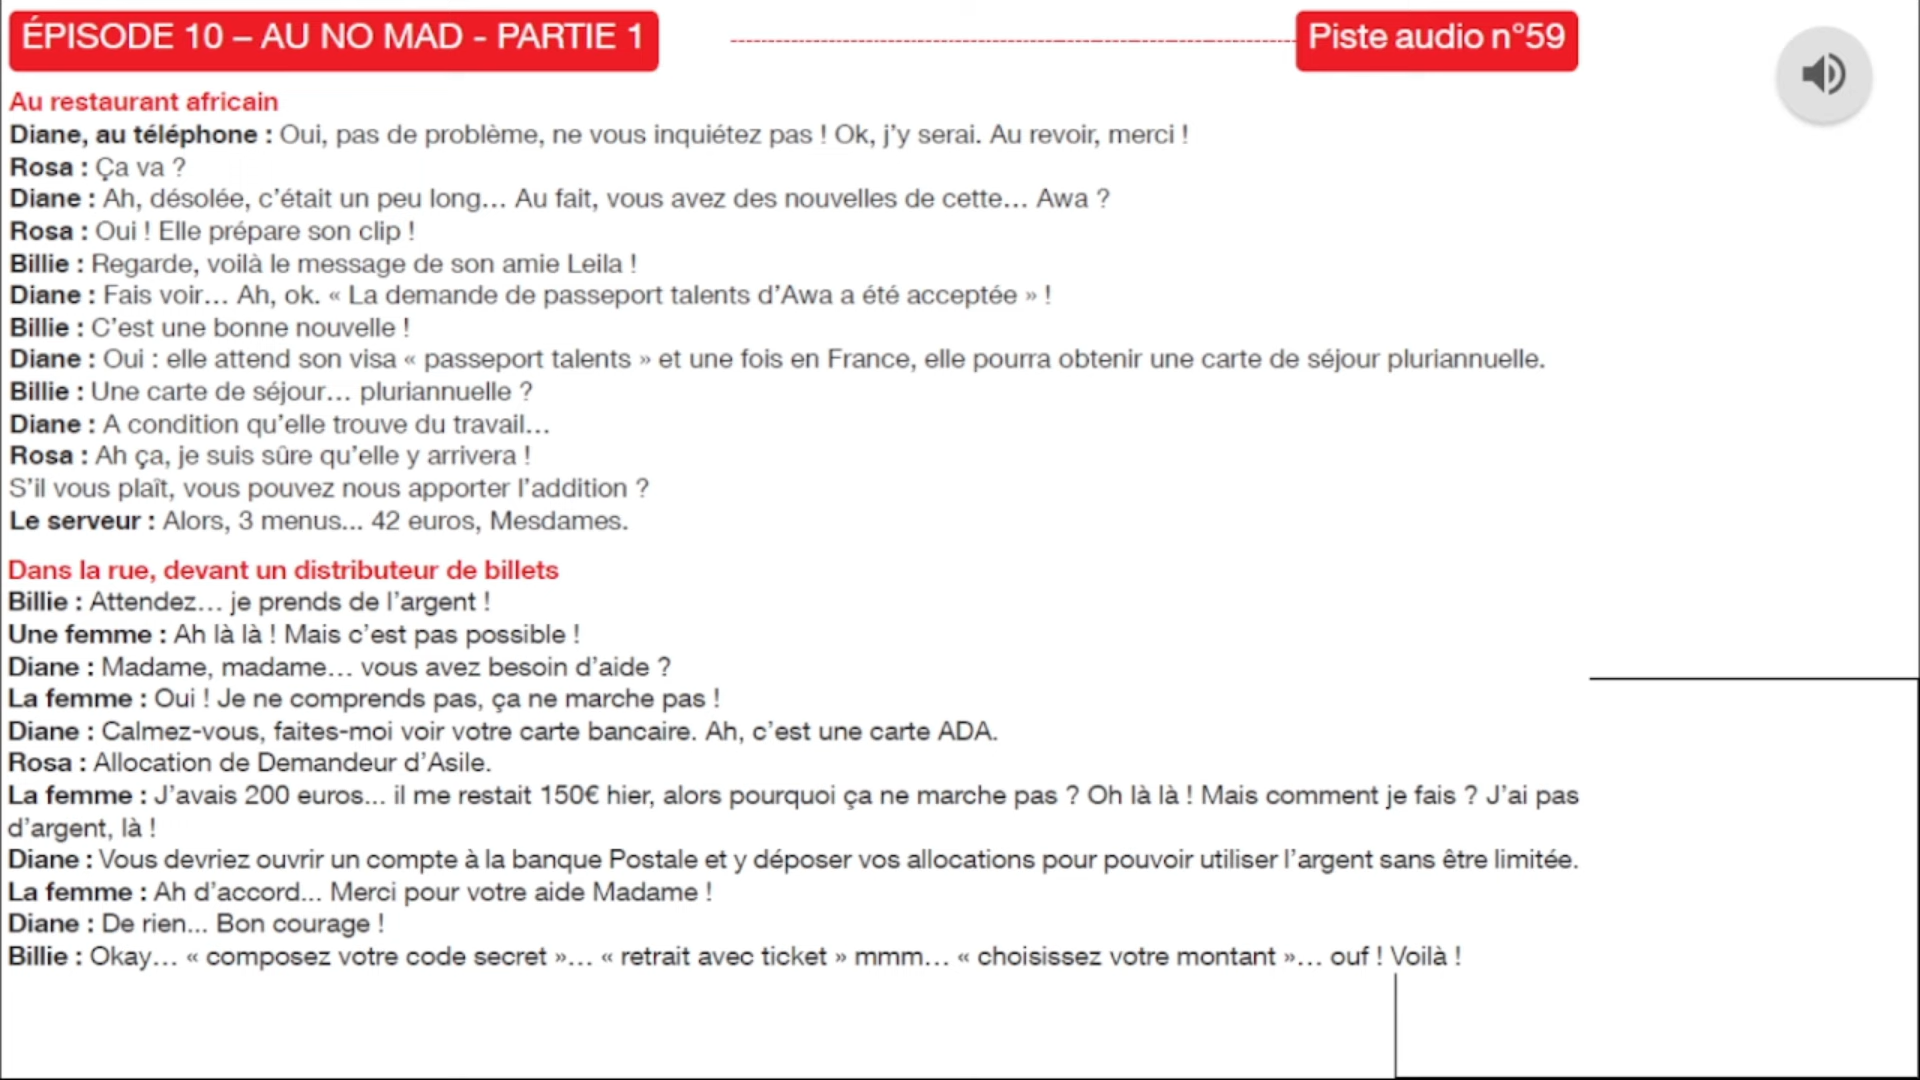 ÉPISODE 10 – AU NO MAD - PARTIE 1
Piste audio n°59
Au restaurant africain
Diane, au téléphone : Oui, pas de problème, ne vous inquiétez pas ! Ok, j’y serai. Au revoir, merci !
Rosa : Ça va ?
Diane : Ah, désolée, c’était un peu long… Au fait, vous avez des nouvelles de cette… Awa ?
Rosa : Oui ! Elle prépare son clip !
Billie : Regarde, voilà le message de son amie Leila !
Diane : Fais voir… Ah, ok. « La demande de passeport talents d’Awa a été acceptée » !
Billie : C’est une bonne nouvelle !
Diane : Oui : elle attend son visa « passeport talents » et une fois en France, elle pourra obtenir une carte de séjour pluriannuelle.
Billie : Une carte de séjour… pluriannuelle ?
Diane : A condition qu’elle trouve du travail…
Rosa : Ah ça, je suis sûre qu’elle y arrivera !
S’il vous plaît, vous pouvez nous apporter l’addition ?
Le serveur : Alors, 3 menus... 42 euros, Mesdames.
Dans la rue, devant un distributeur de billets
Billie : Attendez… je prends de l’argent !
Une femme : Ah là là ! Mais c’est pas possible !
Diane : Madame, madame… vous avez besoin d’aide ?
La femme : Oui ! Je ne comprends pas, ça ne marche pas !
Diane : Calmez-vous, faites-moi voir votre carte bancaire. Ah, c’est une carte ADA.
Rosa : Allocation de Demandeur d’Asile.
La femme : J’avais 200 euros... il me restait 150€ hier, alors pourquoi ça ne marche pas ? Oh là là ! Mais comment je fais ? J’ai pas
d’argent, là !
Diane : Vous devriez ouvrir un compte à la banque Postale et y déposer vos allocations pour pouvoir utiliser l’argent sans être limitée.
La femme : Ah d’accord... Merci pour votre aide Madame !
Diane : De rien... Bon courage !
Billie : Okay… « composez votre code secret »… « retrait avec ticket » mmm… « choisissez votre montant »… ouf ! Voilà !